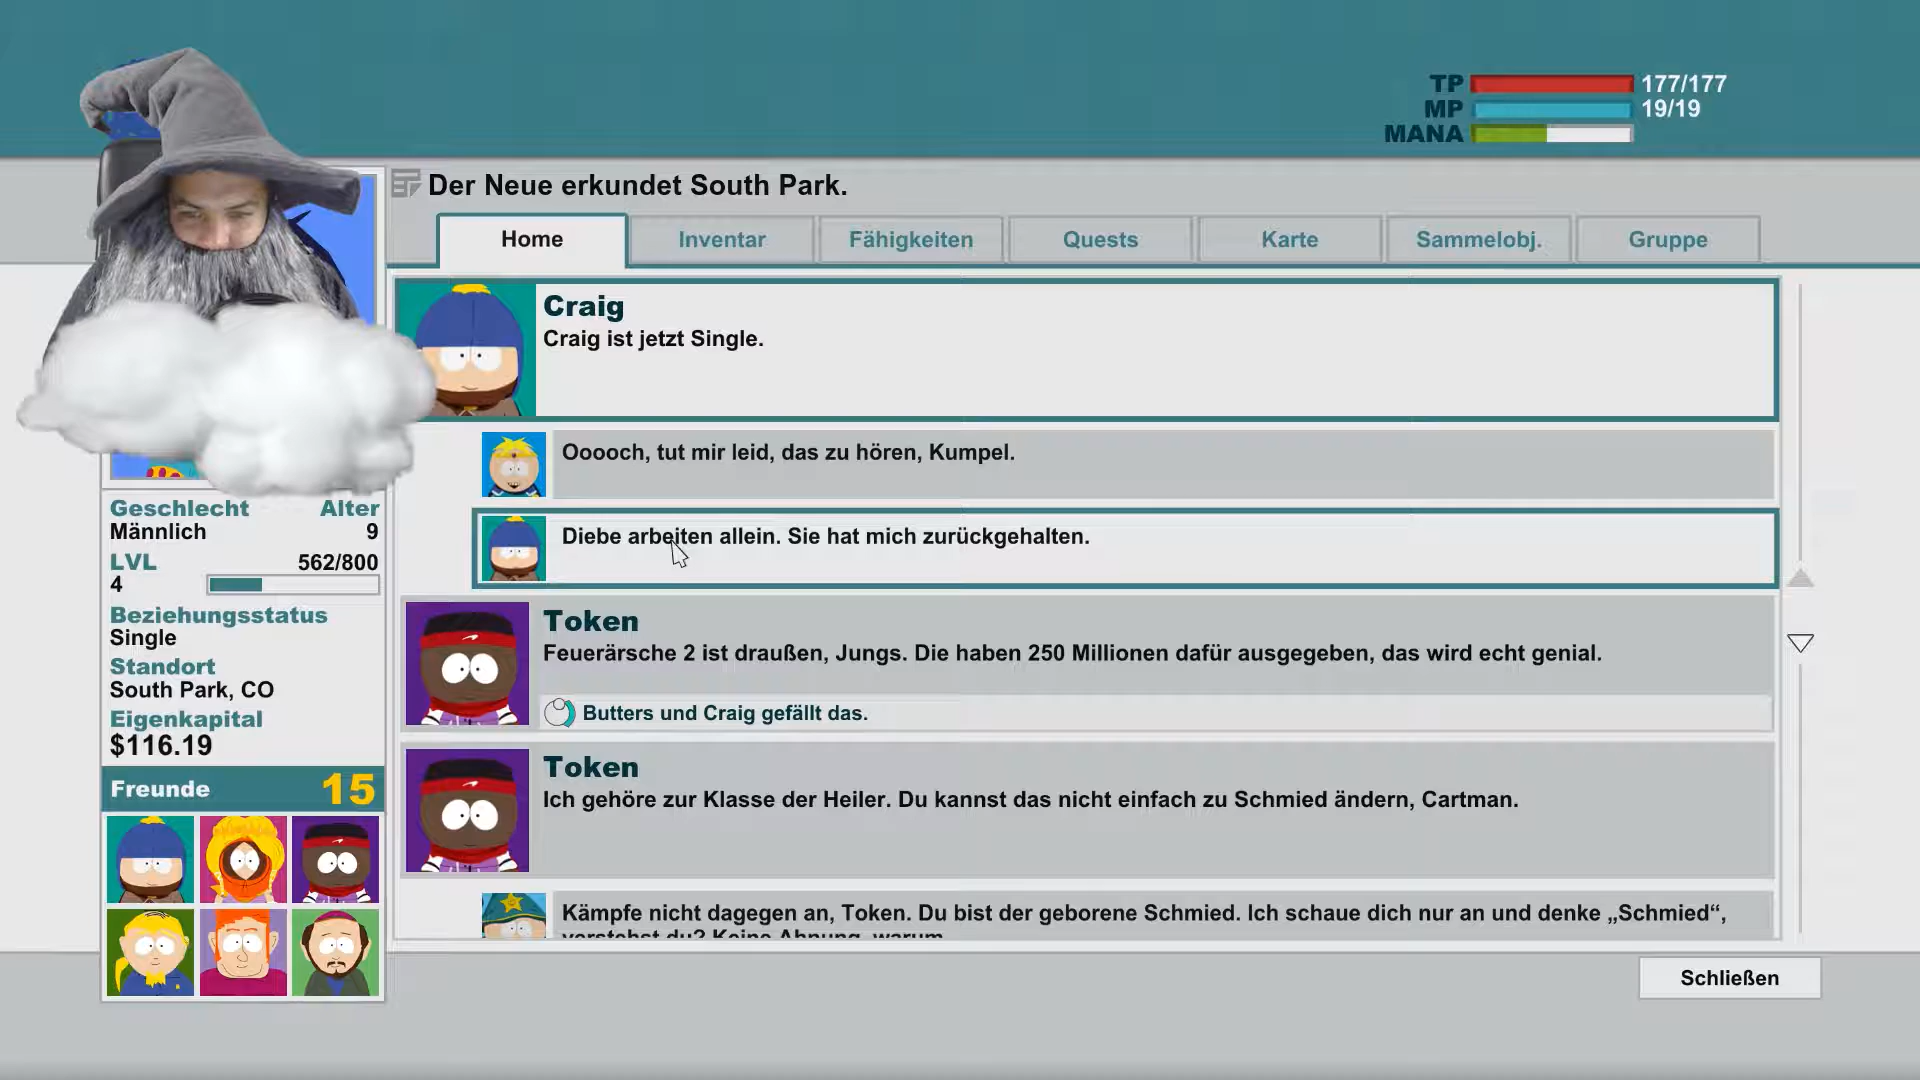 TP 177/177
MP 19/19
MANA
Der Neue erkundet South Park.
Home Inventar Fähigkeiten Quests Karte Sammelobj. Gruppe
Craig
Craig ist jetzt Single.
Ooooch, tut mir leid, das zu hören, Kumpel.
Diebe arbeiten allein. Sie hat mich zurückgehalten.
Token
Feuerärsche 2 ist draußen, Jungs. Die haben 250 Millionen dafür ausgegeben, das wird echt genial.
Butters und Craig gefällt das.
Token
Ich gehöre zur Klasse der Heiler. Du kannst das nicht einfach zu Schmied ändern, Cartman.
Kämpfe nicht dagegen an, Token. Du bist der geborene Schmied. Ich schaue dich nur an und denke „Schmied“,
verstehst du? Keine Ahnung, warum.
Geschlecht Alter
Männlich 9
LVL 562/800
4
Beziehungsstatus
Single
Standort
South Park, CO
Eigenkapital
$116.19
Freunde 15
Schließen